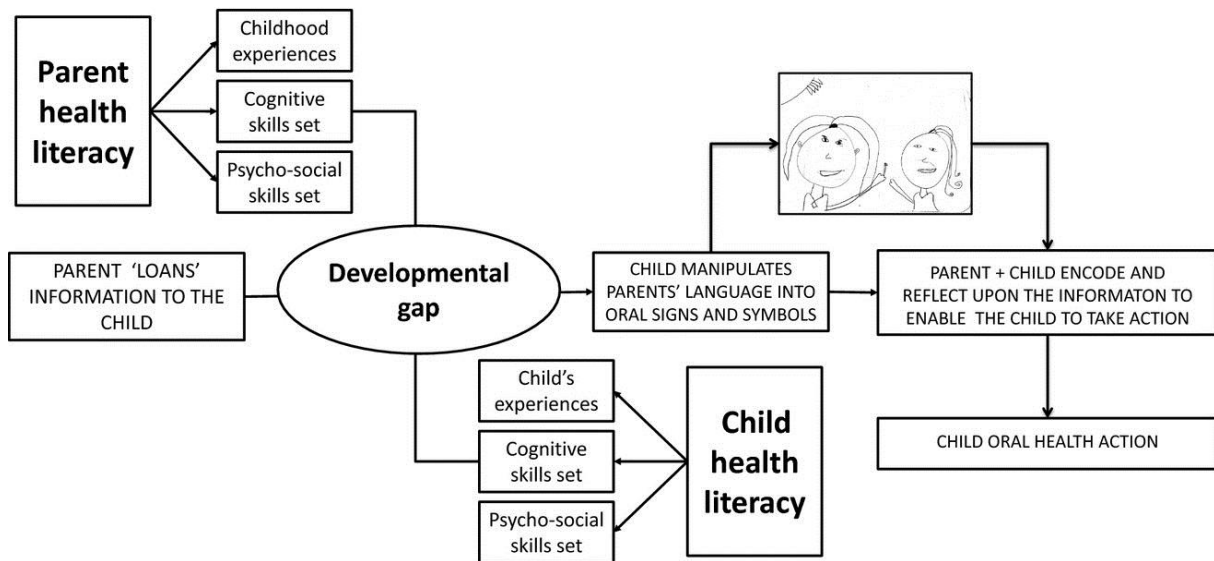 Parent
health
literacy
Childhood
experiences
Cognitive
skills set
Psycho-social
skills set
PARENT ‘LOANS’
INFORMATION TO THE
CHILD
Developmental
gap
CHILD MANIPULATES
PARENTS’ LANGUAGE INTO
ORAL SIGNS AND SYMBOLS
PARENT + CHILD ENCODE AND
REFLECT UPON THE INFORMATON TO
ENABLE THE CHILD TO TAKE ACTION
Child’s
experiences
Cognitive
skills set
Psycho-social
skills set
Child
health
literacy
CHILD ORAL HEALTH ACTION